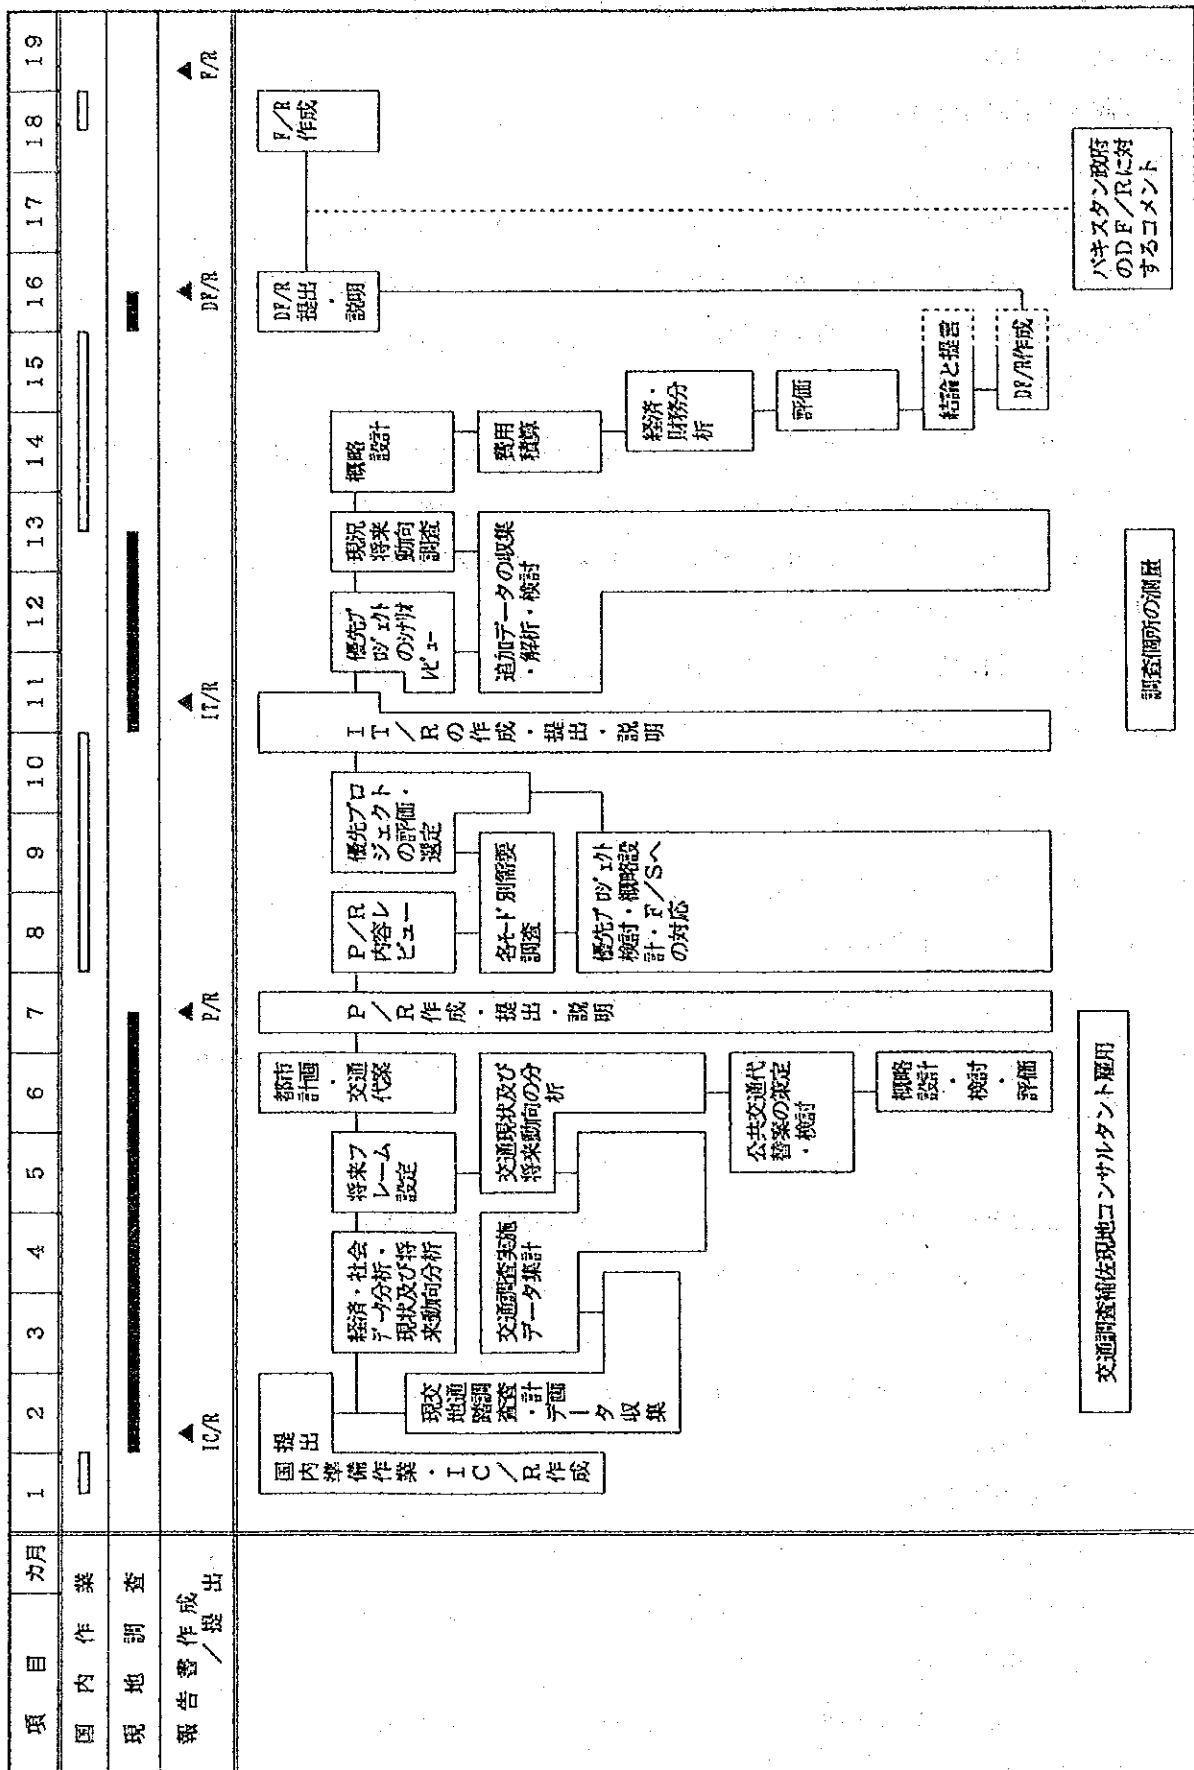 項 目 カ月 1 2 3 4 5 6 7 8 9 10 11 12 13 14 15 16 17 18 19
国 内 作 業
現 地 調 査
報 告 書 作 成
／ 提 出
IC/R
P/R
IT/R
DF/R
F/R
国内準備作業・IC／R作成
提出
現地踏査・計画
交通調査
データ収集
経済・社会
データ分析・
現状及び将
来動向分析
交通調査実施
データ集計
将来フ
レーム
設定
交通現状及び
将来動向の分
析
都市
計画・
交通
代案
公共交通代
替案の策定
・検討
概略
設計・
検討・
評価
P／R作成・提出・説明
P／R
内容レ
ビュー
各モード別需要
調査
優先プロジェクト
検討・概略設
計・F／Sへ
の対応
優先プロ
ジェクト
の評価・
選定
IT／Rの作成・提出・説明
優先プ
ロジェクト
のシナリオ
レビュー
追加データの収集
・解析・検討
現況
将来
動向
調査
概略
設計
費用
積算
経済・
財務分
析
評価
結論と提言
DF/R作成
DF/R
提出
・
説明
F／R
作成
パキスタン政府
のDF／Rに対
するコメント
調査個所の測量
交通調査補佐現地コンサルタント雇用